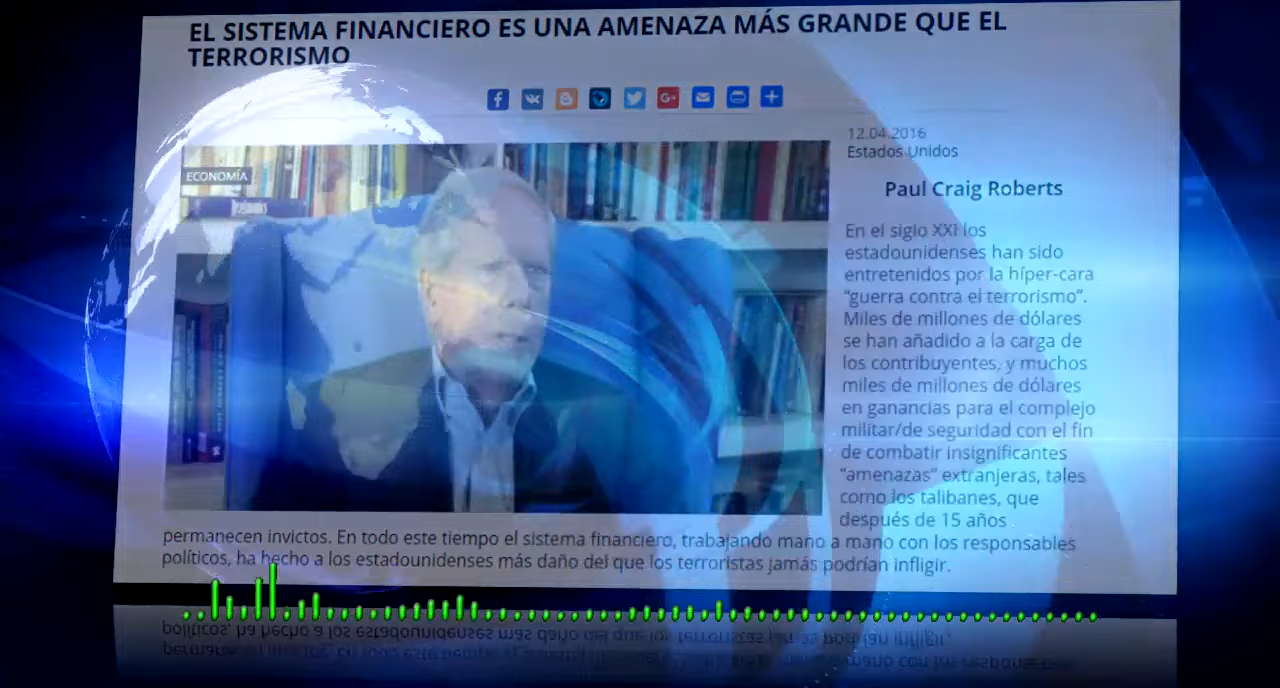 EL SISTEMA FINANCIERO ES UNA AMENAZA MÁS GRANDE QUE EL
TERRORISMO
ECONOMÍA
12.04.2016
Estados Unidos
Paul Craig Roberts
En el siglo XXI los
estadounidenses han sido
entretenidos por la híper-cara
“guerra contra el terrorismo”.
Miles de millones de dólares
se han añadido a la carga de
los contribuyentes, y muchos
miles de millones de dólares
en ganancias para el complejo
militar/de seguridad con el fin
de combatir insignificantes
“amenazas” extranjeras, tales
como los talibanes, que
después de 15 años
permanecen invictos. En todo este tiempo el sistema financiero, trabajando mano a mano con los responsables
políticos, ha hecho a los estadounidenses más daño del que los terroristas jamás podrían infligir.